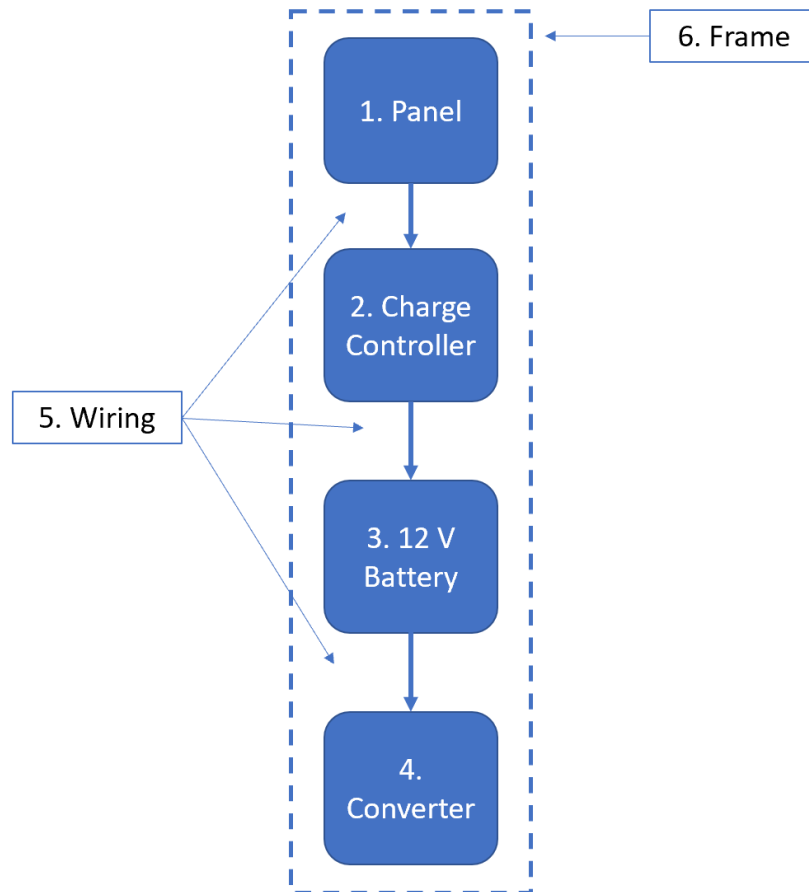 6. Frame
1. Panel
2. Charge
Controller
5. Wiring
3. 12 V
Battery
4.
Converter